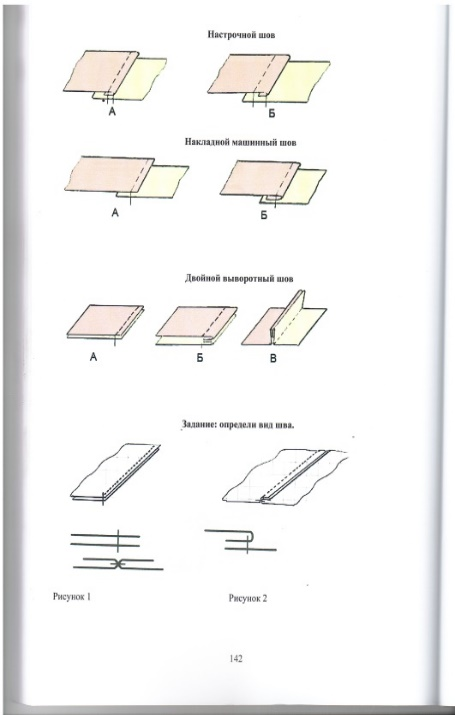 Настрочной шов
А Б
Накладной машинный шов
А Б
Двойной выворотный шов
А Б В
Задание: определи вид шва.
Рисунок 1 Рисунок 2
142